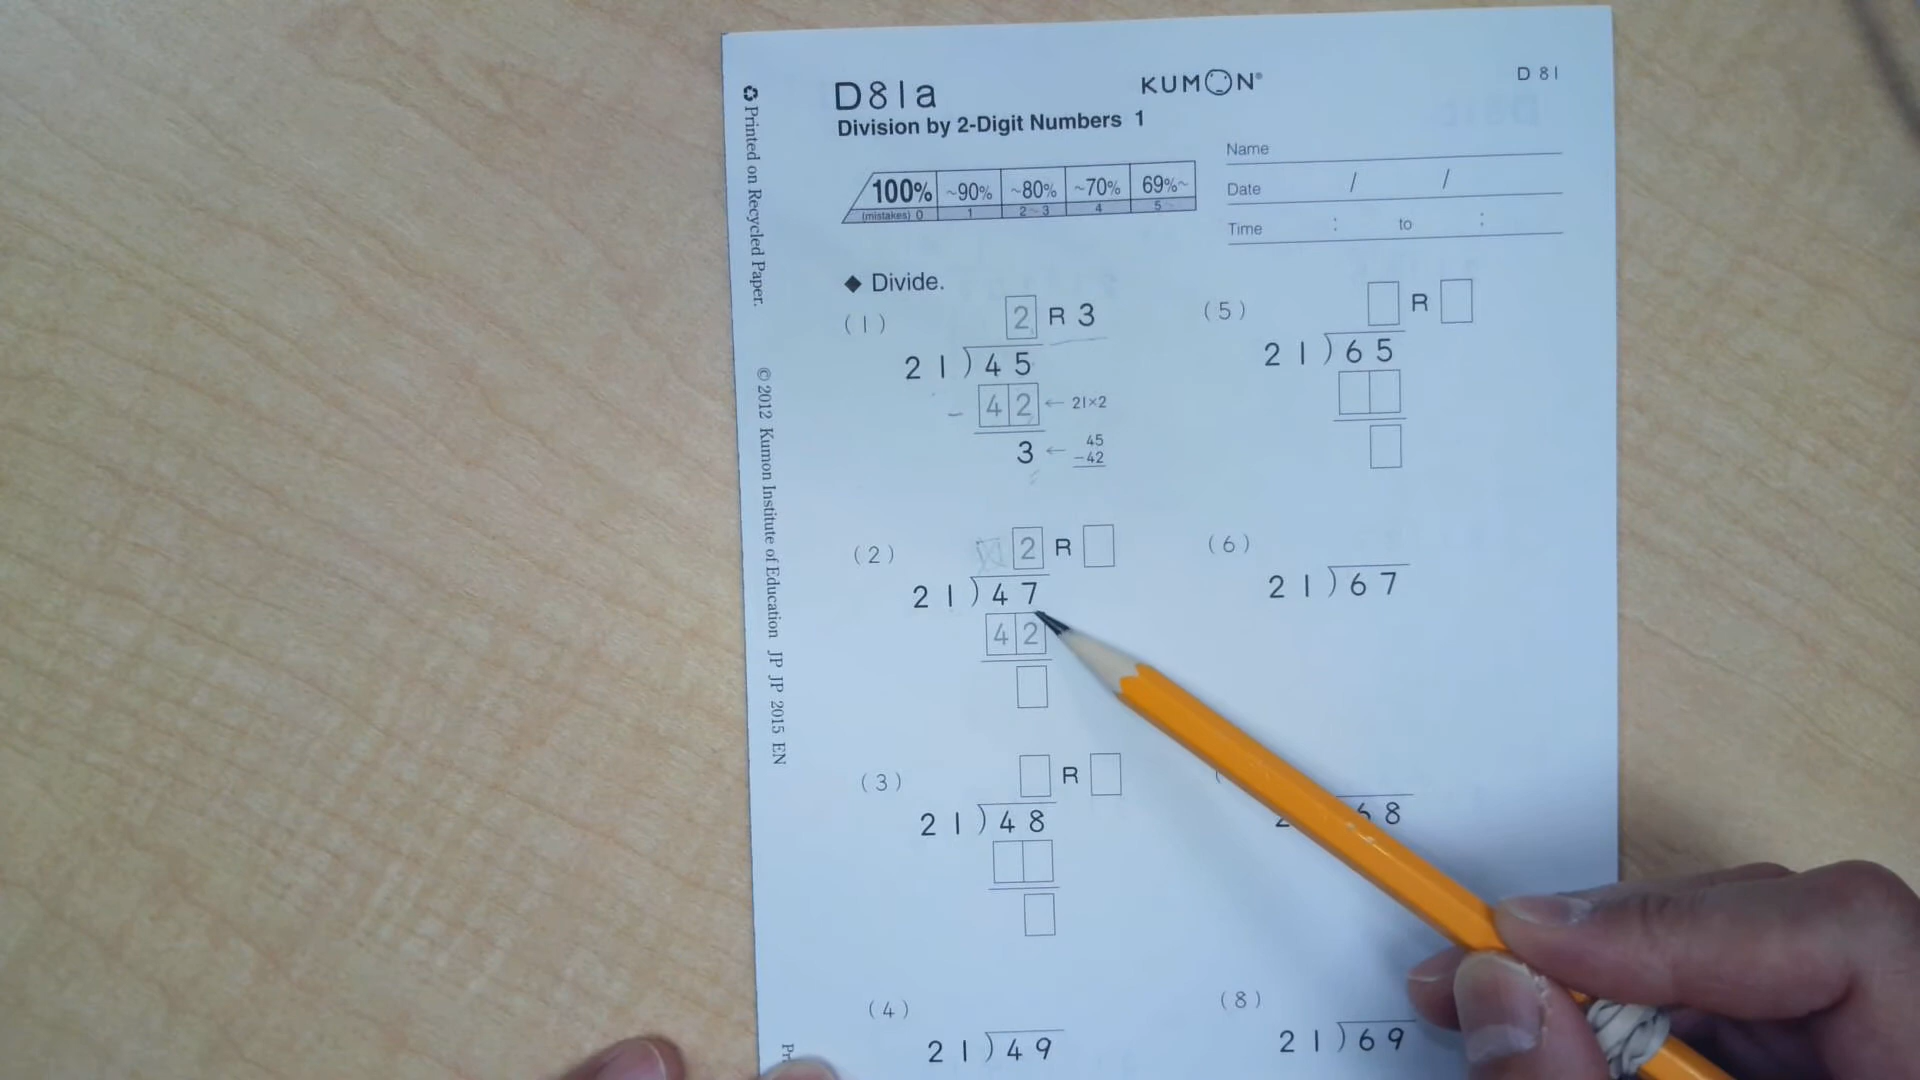 D81a
KUMON®
D 81
Division by 2-Digit Numbers 1
100% ~90% ~80% ~70% 69%~
(mistakes) 0 1 2~3 4 5~
Name
Date / /
Time : to :
◆ Divide.
(1)
2 R 3
21)45
- 42 ← 21×2
3 ← 45
-42
(2)
2 R
21)47
42
(3)
R
21)48
(4)
21)49
(5)
R
21)65
(6)
21)67
68
(8)
21)69
♻ Printed on Recycled Paper.
© 2012 Kumon Institute of Education JP JP 2015 EN